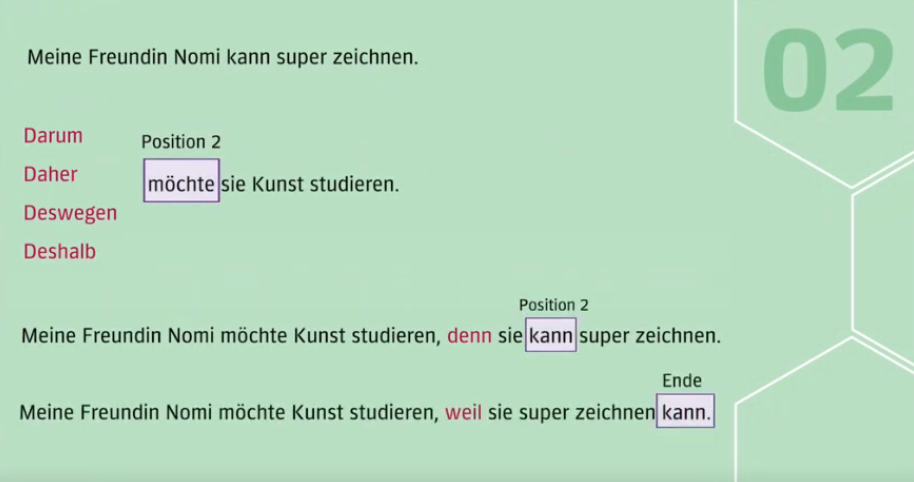 02
Meine Freundin Nomi kann super zeichnen.
Darum
Daher
Deswegen
Deshalb
Position 2
möchte sie Kunst studieren.
Position 2
Meine Freundin Nomi möchte Kunst studieren, denn sie kann super zeichnen.
Ende
Meine Freundin Nomi möchte Kunst studieren, weil sie super zeichnen kann.